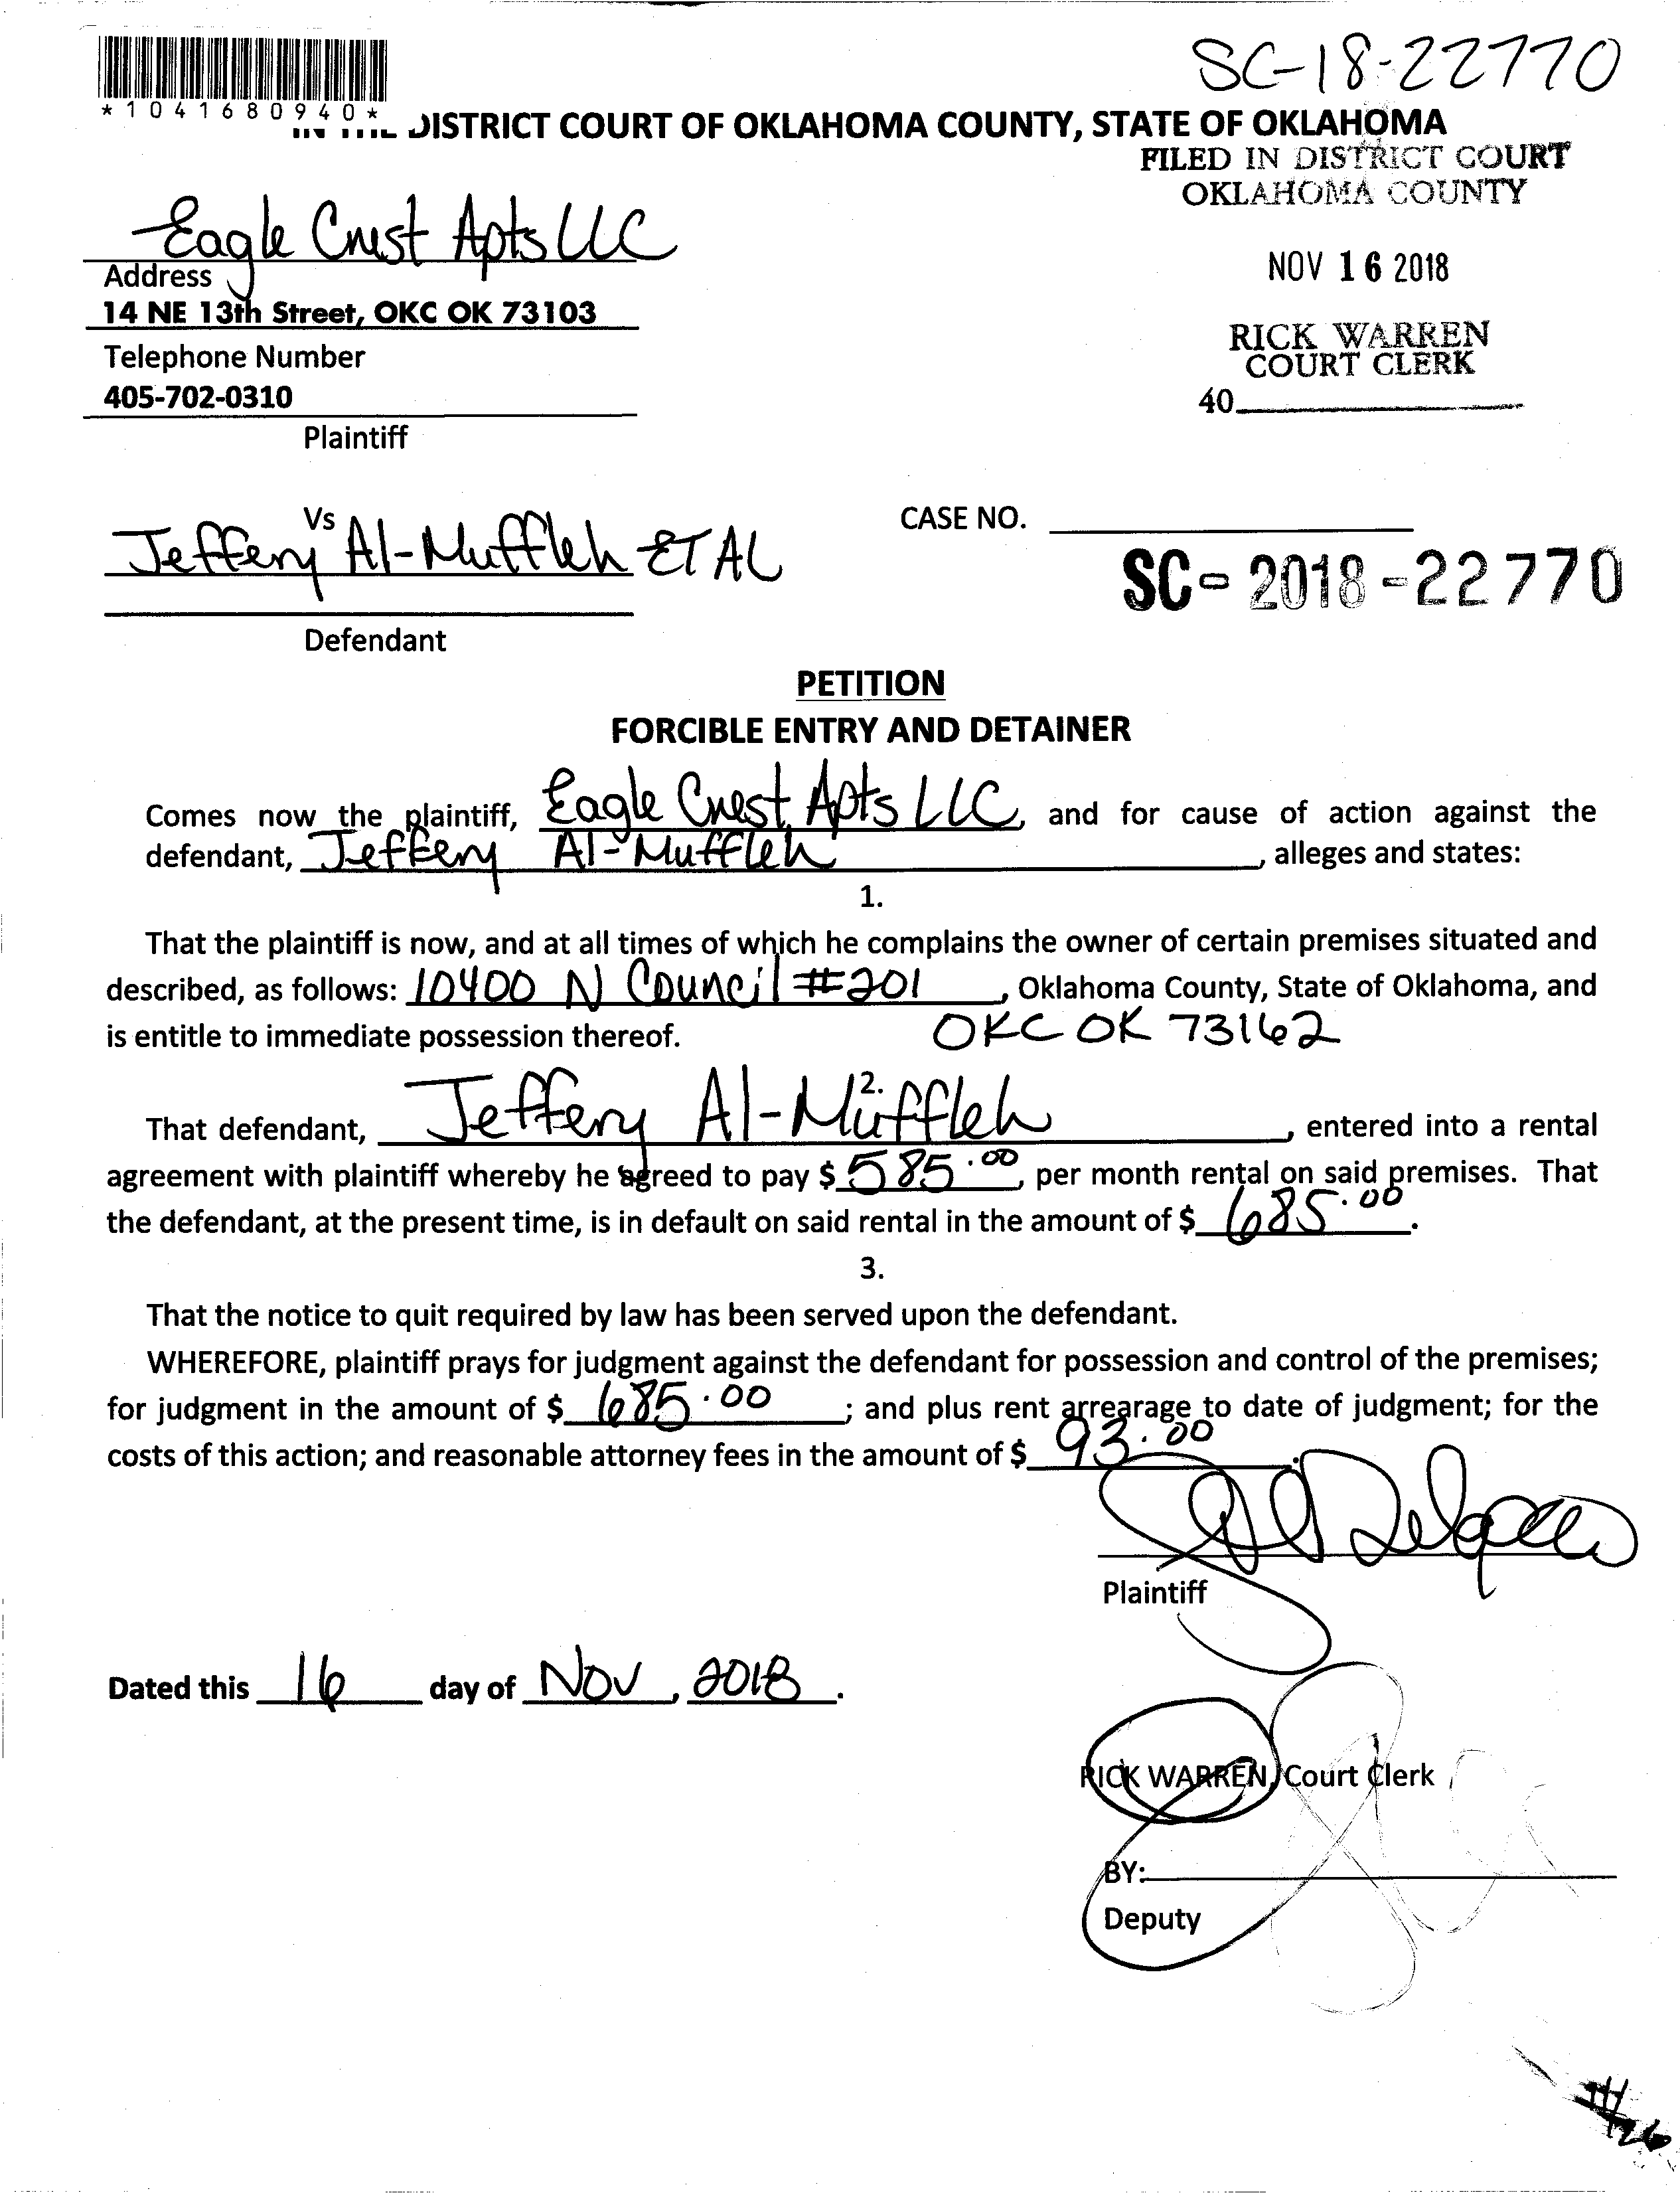 SC-18-22770
*1041680940*
DISTRICT COURT OF OKLAHOMA COUNTY, STATE OF OKLAHOMA
FILED IN DISTRICT COURT
OKLAHOMA COUNTY
Eagle Crest Apts LLC
Address
NOV 16 2018
14 NE 13th Street, OKC OK 73103
RICK WARREN
Telephone Number
COURT CLERK
405-702-0310
40
Plaintiff
Vs
CASE NO.
Jeffery Al-Muffleh ET AL
SC-2018-22770
Defendant
PETITION
FORCIBLE ENTRY AND DETAINER
Comes now the plaintiff, Eagle Crest Apts LLC, and for cause of action against the
defendant, Jeffery Al-Muffleh, alleges and states:
1.
That the plaintiff is now, and at all times of which he complains the owner of certain premises situated and
described, as follows: 10400 N Council #201, Oklahoma County, State of Oklahoma, and
is entitle to immediate possession thereof. OKC OK 73162
2.
That defendant, Jeffery Al-Muffleh, entered into a rental
agreement with plaintiff whereby he agreed to pay $ 585.00, per month rental on said premises. That
the defendant, at the present time, is in default on said rental in the amount of $ 685.00.
3.
That the notice to quit required by law has been served upon the defendant.
WHEREFORE, plaintiff prays for judgment against the defendant for possession and control of the premises;
for judgment in the amount of $ 685.00; and plus rent arrearage to date of judgment; for the
costs of this action; and reasonable attorney fees in the amount of $ 93.00.
Plaintiff
Dated this 16 day of Nov, 2018.
RICK WARREN, Court Clerk
BY:
Deputy
#26